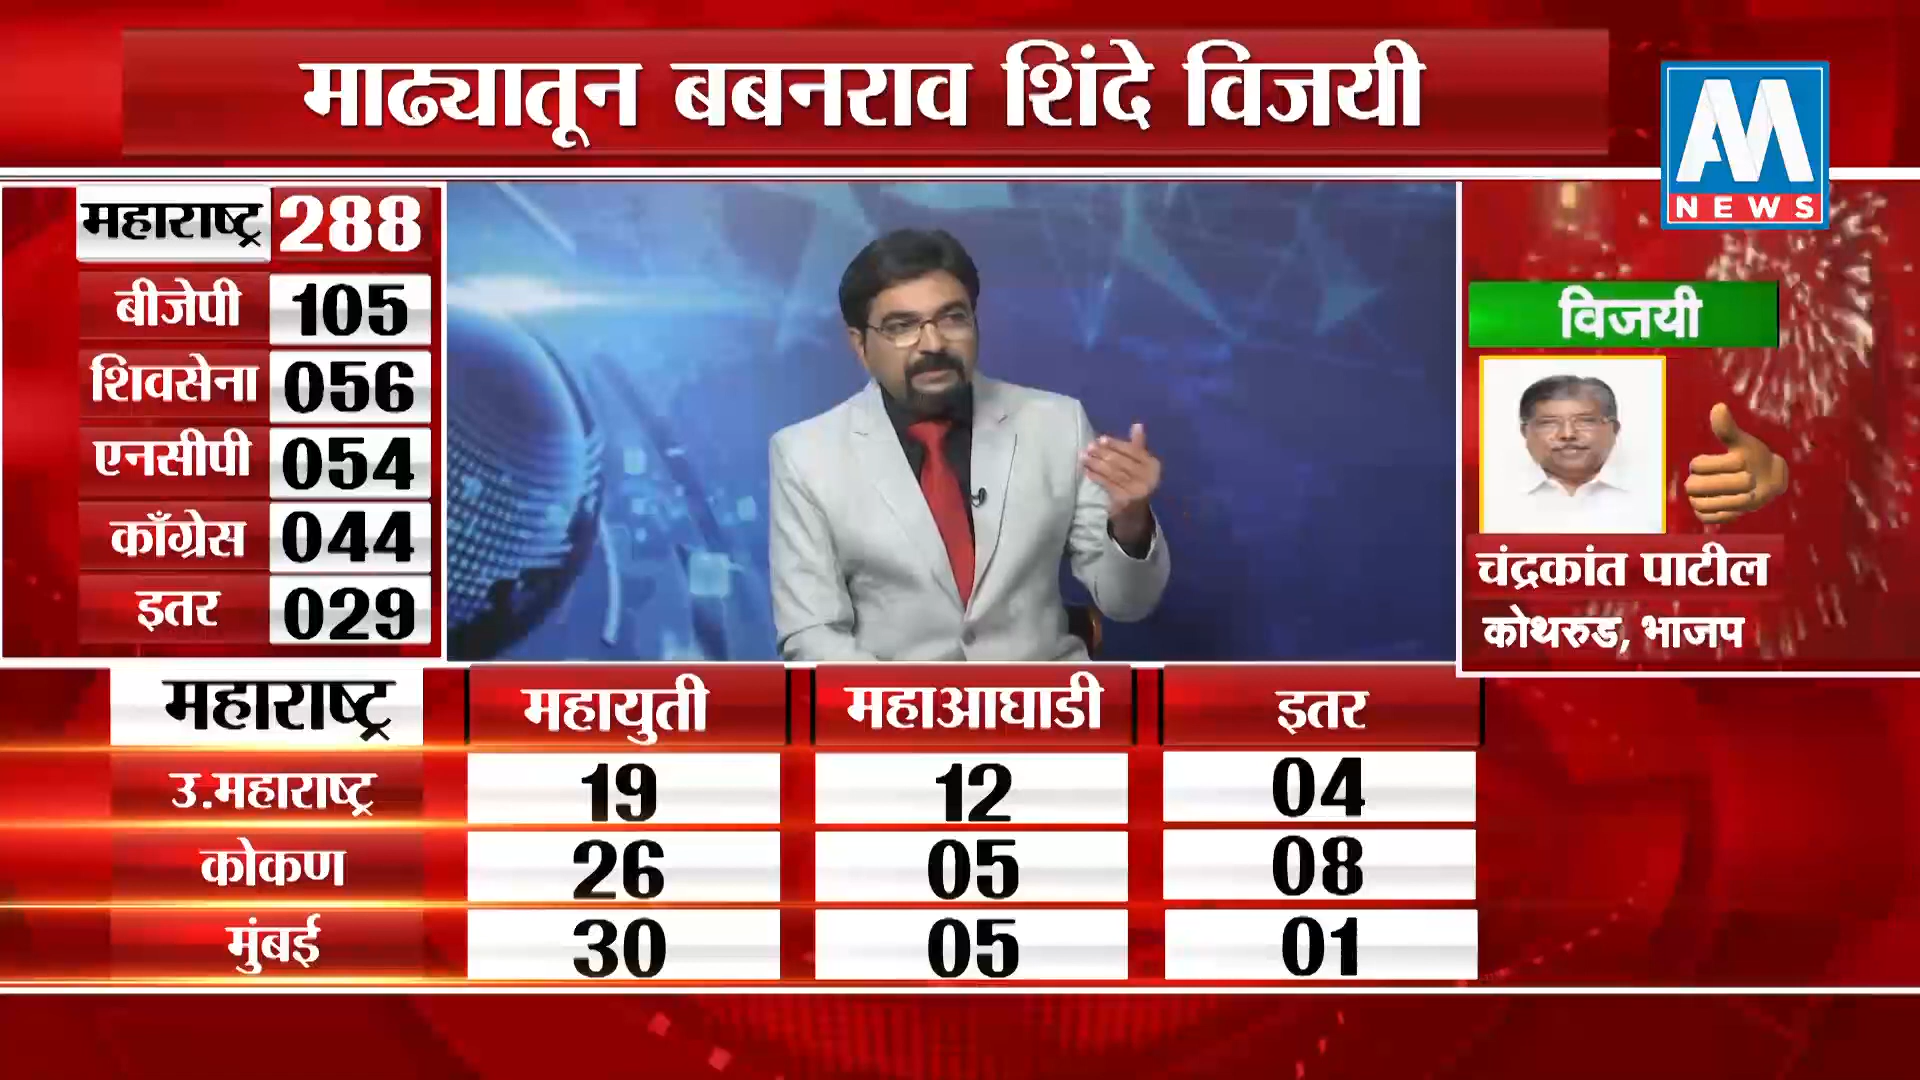 माढ्यातून बबनराव शिंदे विजयी
AM
NEWS
महाराष्ट्र 288
बीजेपी 105
शिवसेना 056
एनसीपी 054
काँग्रेस 044
इतर 029
विजयी
चंद्रकांत पाटील
कोथरुड, भाजप
महाराष्ट्र महायुती महाआघाडी इतर
उ.महाराष्ट्र 19 12 04
कोकण 26 05 08
मुंबई 30 05 01